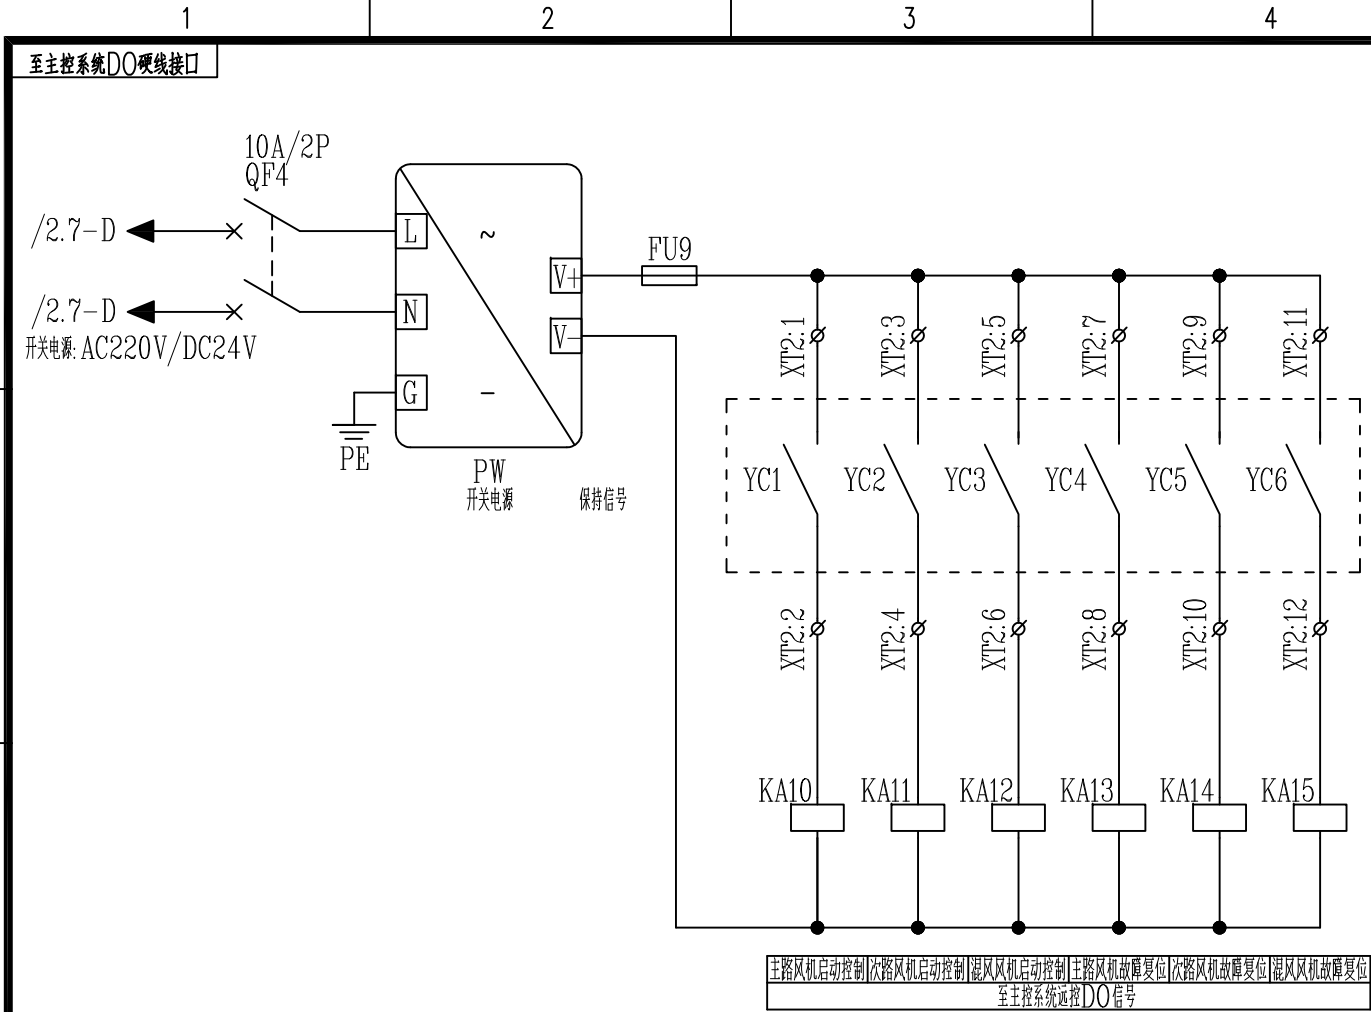 1 2 3 4
至主控系统DO硬线接口
10A/2P
QF4
/2.7-D
/2.7-D
开关电源: AC220V/DC24V
L
N
G
~
—
V+
V-
PE
PW
开关电源
保持信号
FU9
XT2:1 XT2:3 XT2:5 XT2:7 XT2:9 XT2:11
YC1 YC2 YC3 YC4 YC5 YC6
XT2:2 XT2:4 XT2:6 XT2:8 XT2:10 XT2:12
KA10 KA11 KA12 KA13 KA14 KA15
主路风机启动控制 次路风机启动控制 混风风机启动控制 主路风机故障复位 次路风机故障复位 混风风机故障复位
至主控系统远控DO信号